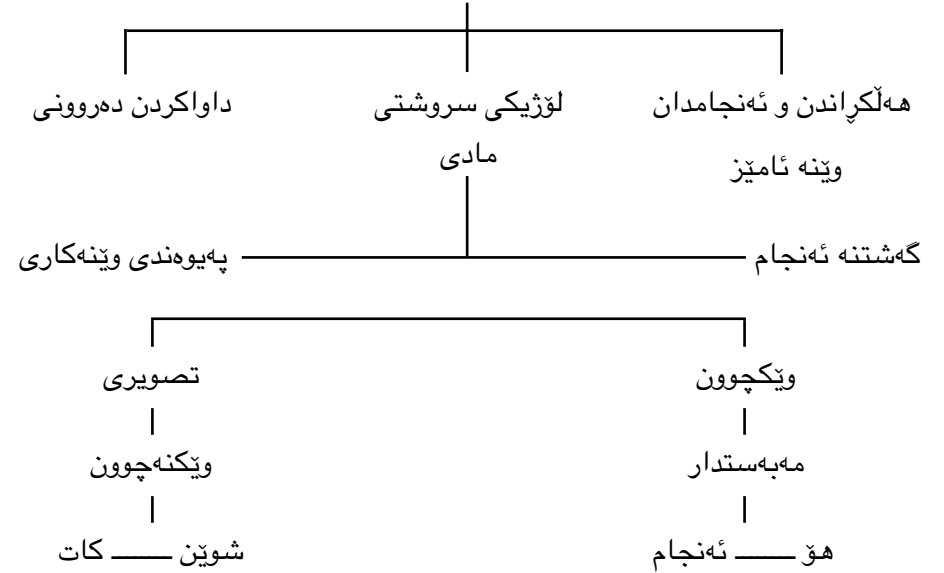 هەڵکڕاندن و ئەنجامدان لۆژیکی سروشتی داواکردن دەروونی
وێنە ئامێز مادی
گەشتنە ئەنجام پەیوەندی وێنەکاری
وێکچوون تصویری
مەبەستدار وێکنەچوون
هۆ ئەنجام شوێن کات